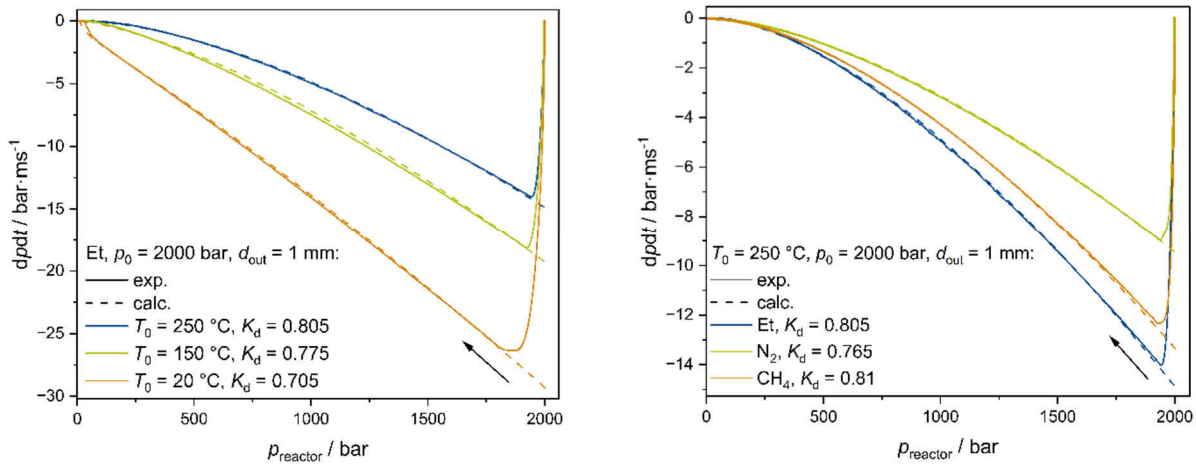 0
−5
−10
−15
−20
−25
−30
dpdt / bar·ms⁻¹
Et, p₀ = 2000 bar, d_out = 1 mm:
exp.
calc.
T₀ = 250 °C, K_d = 0.805
T₀ = 150 °C, K_d = 0.775
T₀ = 20 °C, K_d = 0.705
0 500 1000 1500 2000
p_reactor / bar
0
−2
−4
−6
−8
−10
−12
−14
dpdt / bar·ms⁻¹
T₀ = 250 °C, p₀ = 2000 bar, d_out = 1 mm:
exp.
calc.
Et, K_d = 0.805
N₂, K_d = 0.765
CH₄, K_d = 0.81
0 500 1000 1500 2000
p_reactor / bar